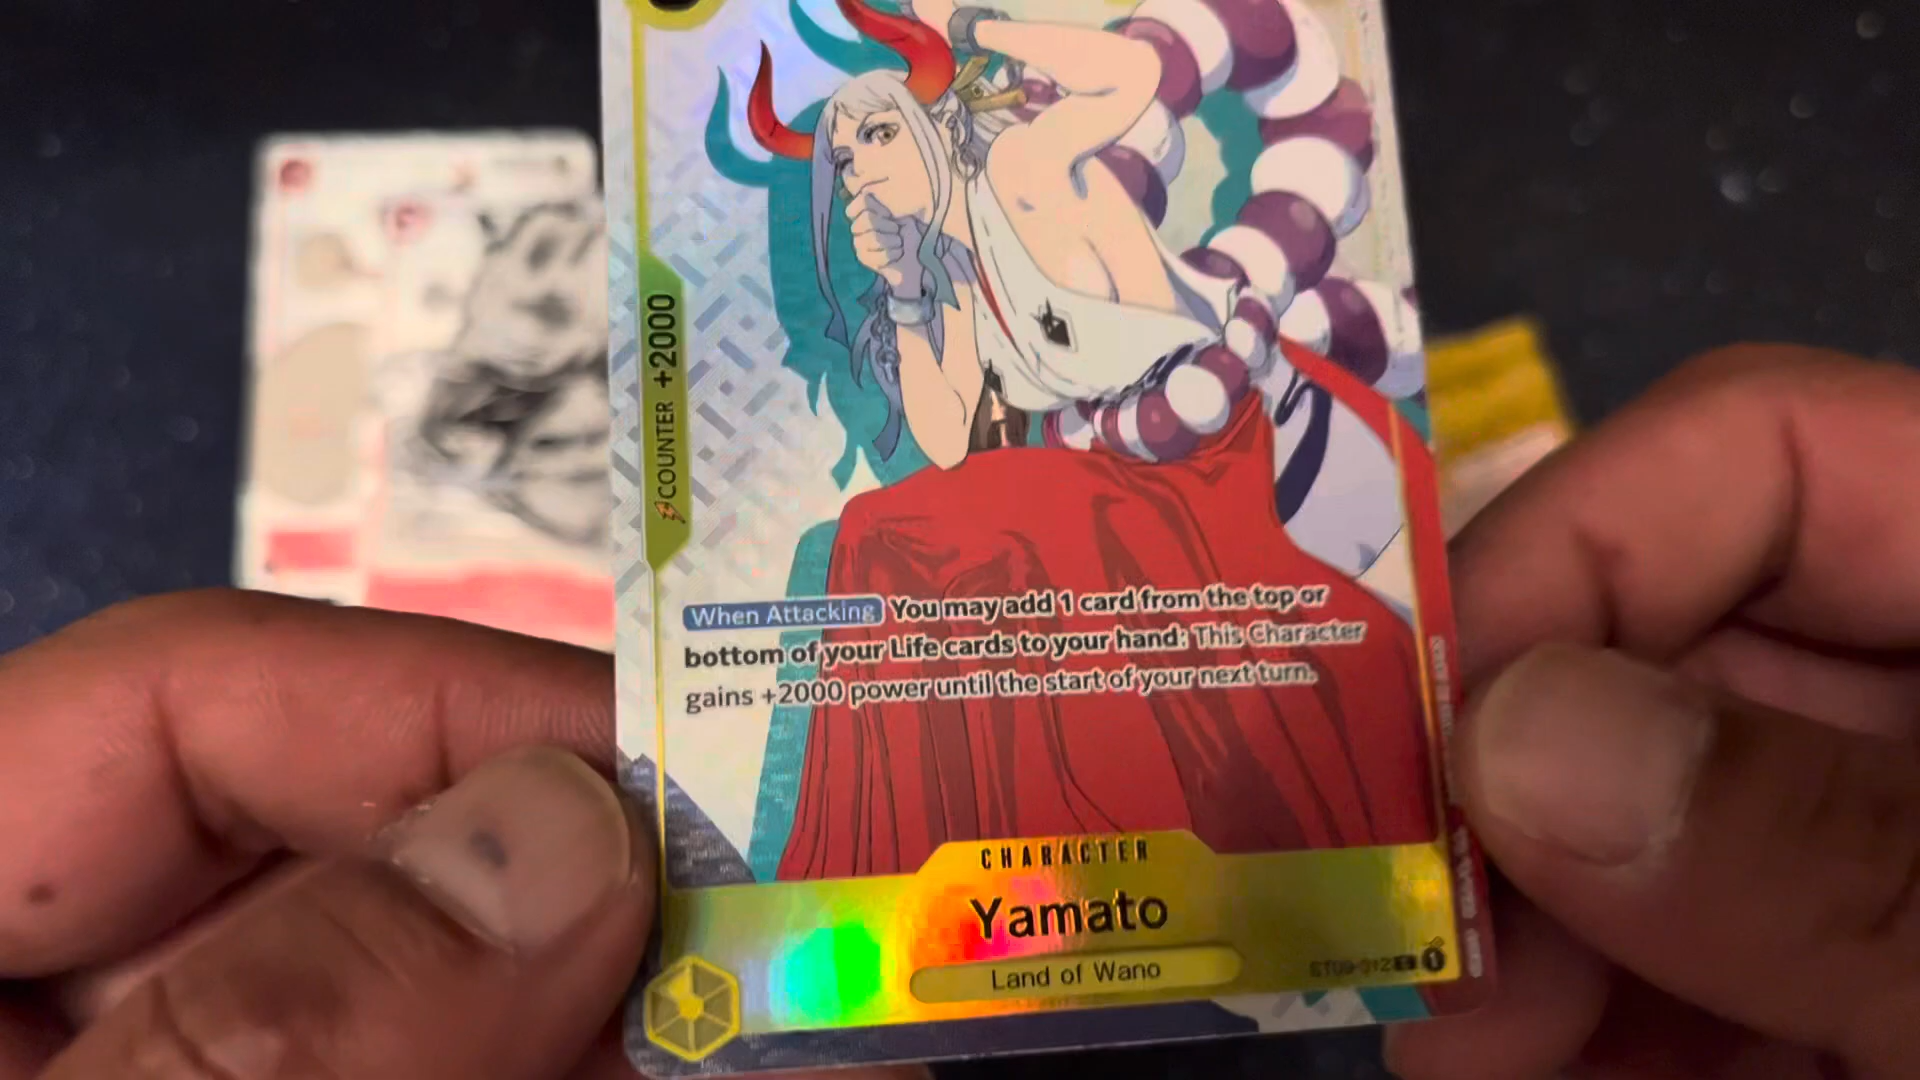 COUNTER +2000
When Attacking You may add 1 card from the top or
bottom of your Life cards to your hand: This Character
gains +2000 power until the start of your next turn.
CHARACTER
Yamato
Land of Wano
ST09-012 C 1